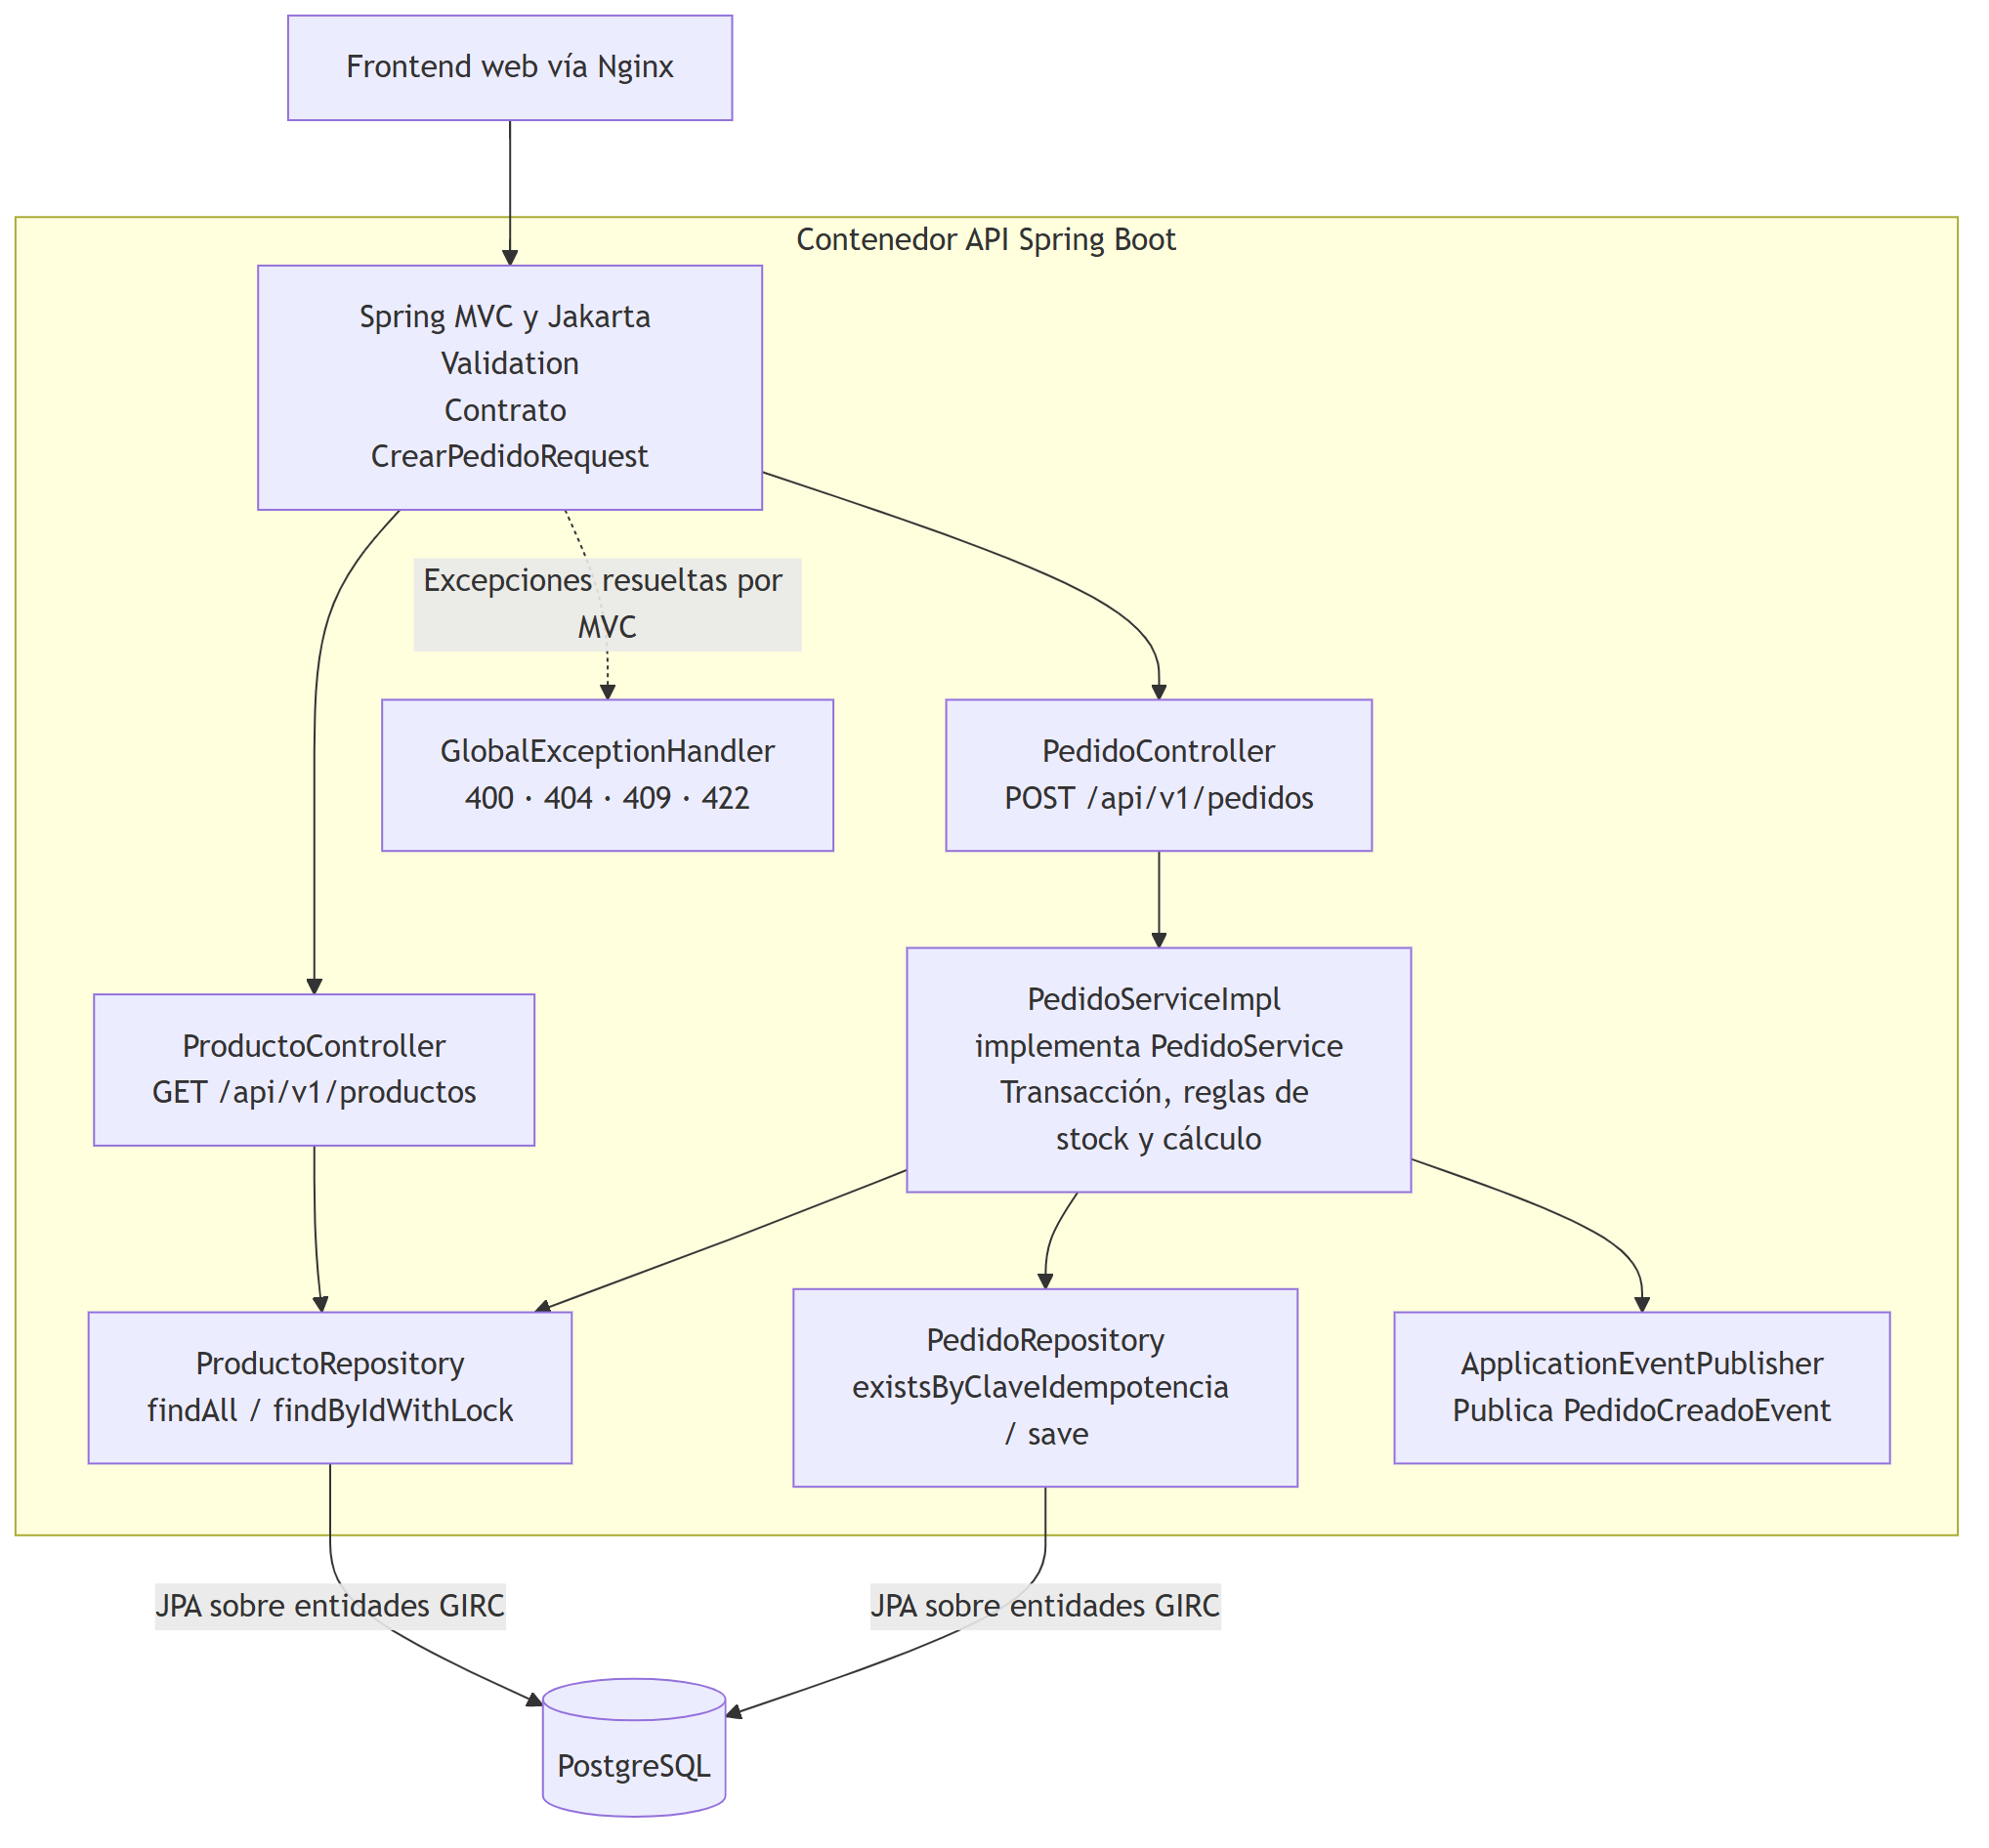 Frontend web vía Nginx
Contenedor API Spring Boot
Spring MVC y Jakarta
Validation
Contrato
CrearPedidoRequest
Excepciones resueltas por
MVC
GlobalExceptionHandler
400 · 404 · 409 · 422
PedidoController
POST /api/v1/pedidos
ProductoController
GET /api/v1/productos
PedidoServiceImpl
implementa PedidoService
Transacción, reglas de
stock y cálculo
ProductoRepository
findAll / findByIdWithLock
PedidoRepository
existsByClaveIdempotencia
/ save
ApplicationEventPublisher
Publica PedidoCreadoEvent
JPA sobre entidades GIRC
JPA sobre entidades GIRC
PostgreSQL